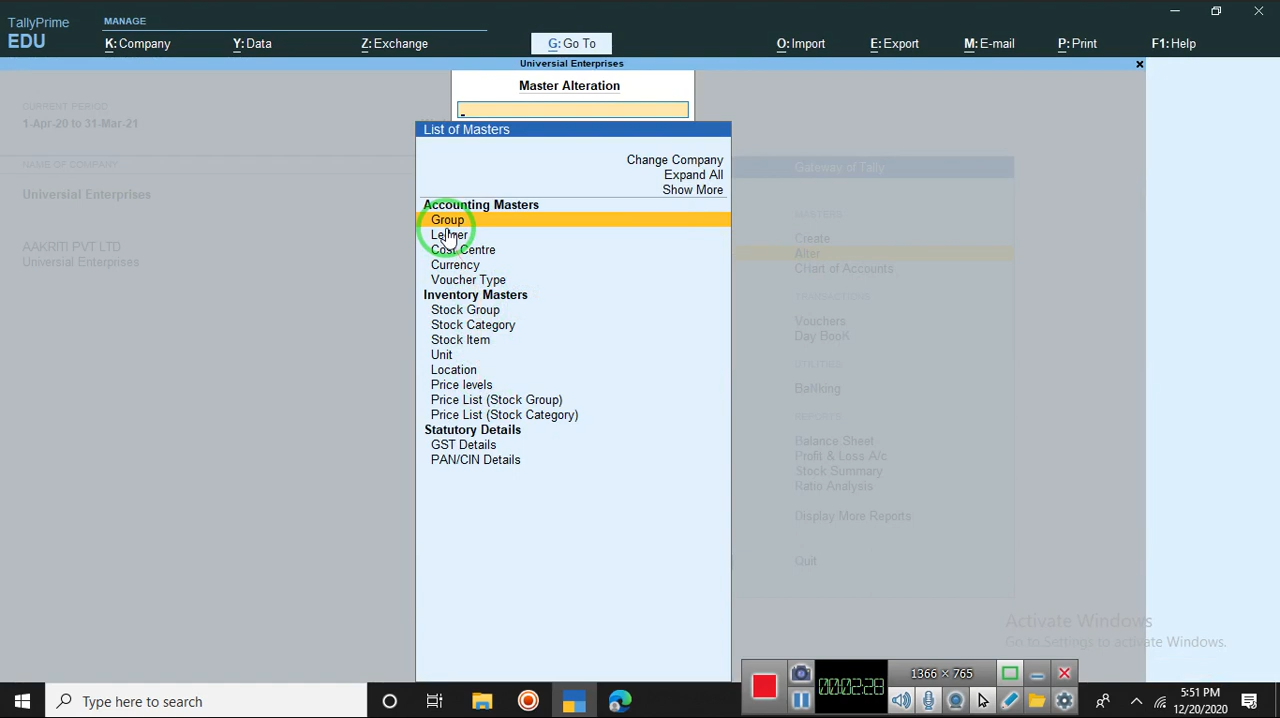 TallyPrime
EDU
MANAGE
K: Company
Y: Data
Z: Exchange
G: Go To
O: Import
E: Export
M: E-mail
P: Print
F1: Help
Universial Enterprises
Master Alteration
CURRENT PERIOD
1-Apr-20 to 31-Mar-21
NAME OF COMPANY
Universial Enterprises
AAKRITI PVT LTD
Universial Enterprises
List of Masters
Change Company
Expand All
Show More
Accounting Masters
Group
Cost Centre
Currency
Voucher Type
Inventory Masters
Stock Group
Stock Category
Stock Item
Unit
Location
Price levels
Price List (Stock Group)
Price List (Stock Category)
Statutory Details
GST Details
PAN/CIN Details
Gateway of Tally
MASTERS
Create
Alter
CHart of Accounts
TRANSACTIONS
Vouchers
Day BooK
UTILITIES
BaNking
REPORTS
Balance Sheet
Profit & Loss A/c
Stock Summary
Ratio Analysis
Display More Reports
Quit
Activate Windows
Go to Settings to activate Windows.
00:02:28
1366 × 765
Type here to search
5:51 PM
12/20/2020